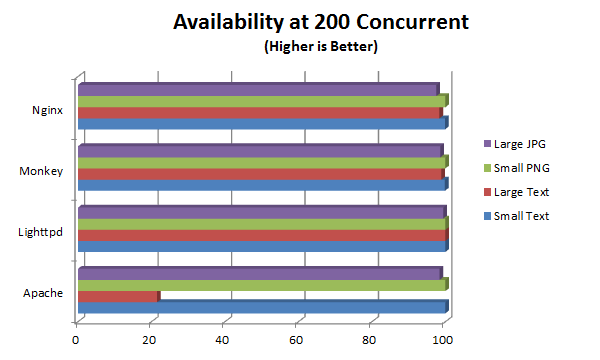 Availability at 200 Concurrent
(Higher is Better)
Nginx
Monkey
Lighttpd
Apache
0 20 40 60 80 100
Large JPG
Small PNG
Large Text
Small Text